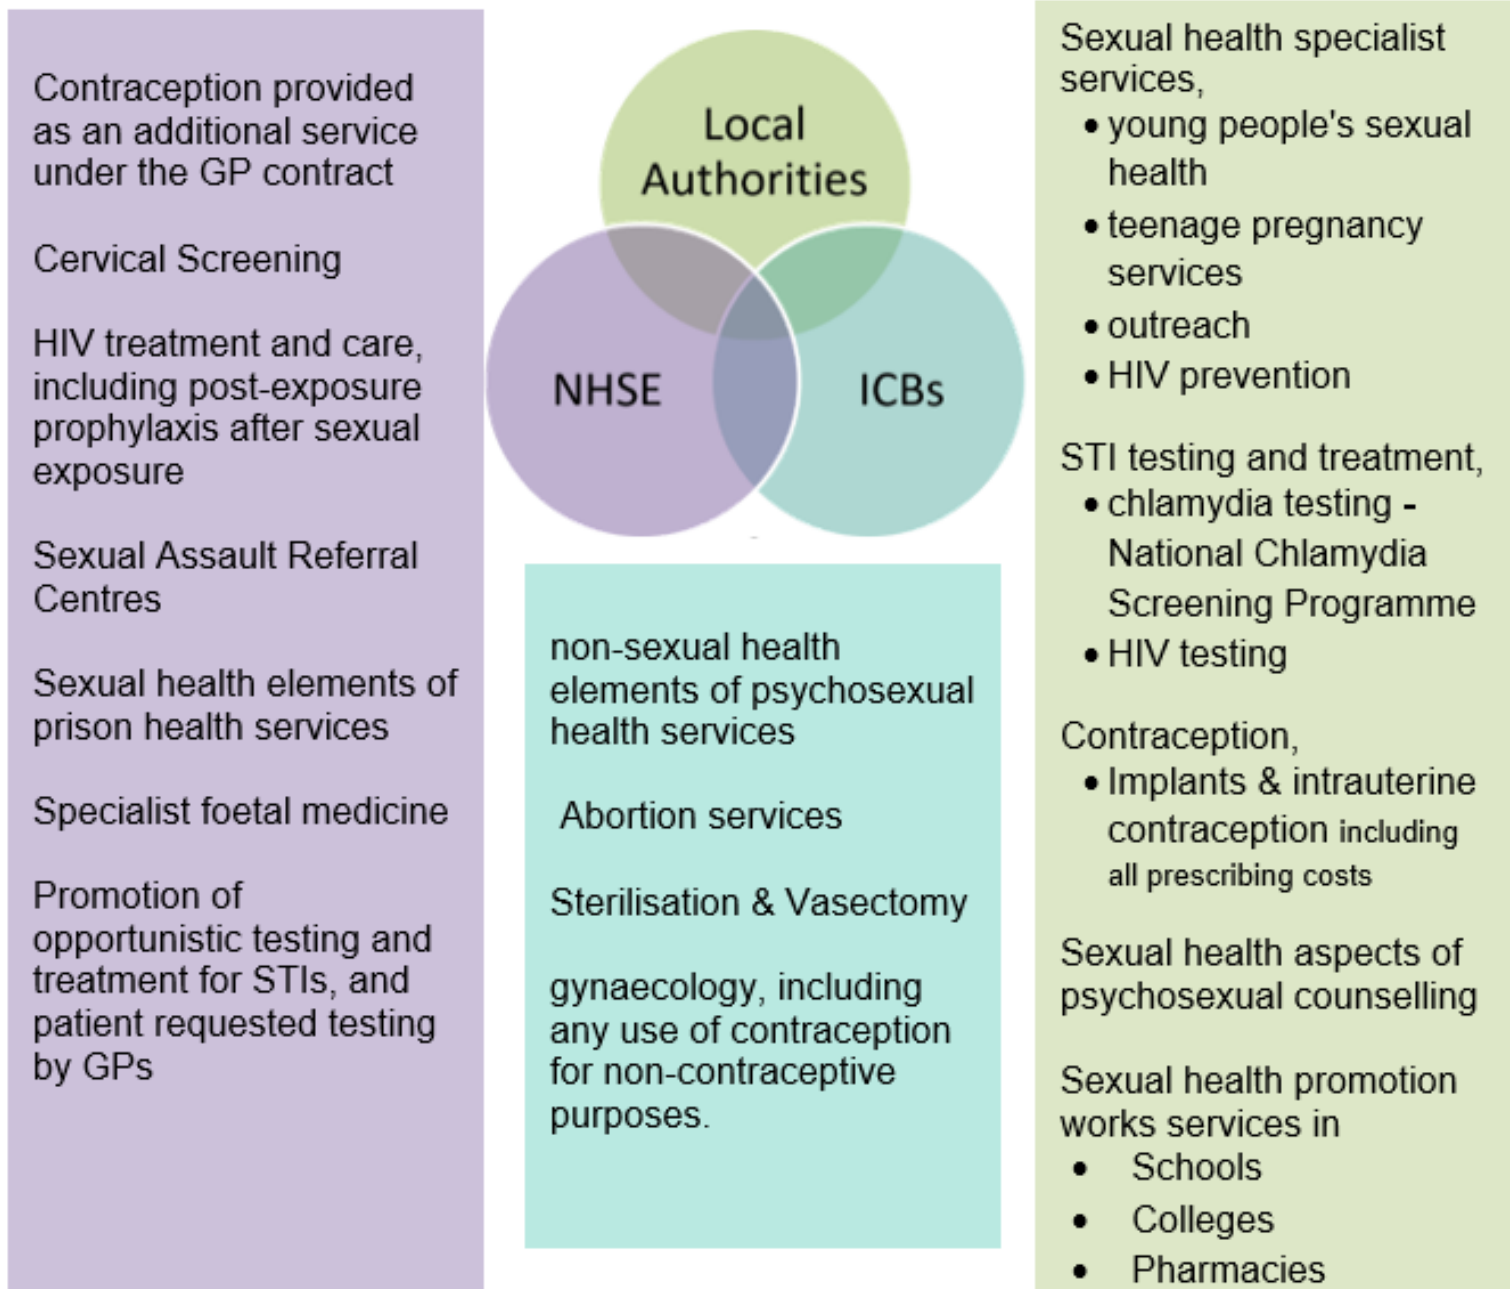 Contraception provided
as an additional service
under the GP contract
Cervical Screening
HIV treatment and care,
including post-exposure
prophylaxis after sexual
exposure
Sexual Assault Referral
Centres
Sexual health elements of
prison health services
Specialist foetal medicine
Promotion of
opportunistic testing and
treatment for STIs, and
patient requested testing
by GPs
Local
Authorities
NHSE
ICBs
non-sexual health
elements of psychosexual
health services
Abortion services
Sterilisation & Vasectomy
gynaecology, including
any use of contraception
for non-contraceptive
purposes.
Sexual health specialist
services,
• young people's sexual
health
• teenage pregnancy
services
• outreach
• HIV prevention
STI testing and treatment,
• chlamydia testing -
National Chlamydia
Screening Programme
• HIV testing
Contraception,
• Implants & intrauterine
contraception including
all prescribing costs
Sexual health aspects of
psychosexual counselling
Sexual health promotion
works services in
• Schools
• Colleges
• Pharmacies